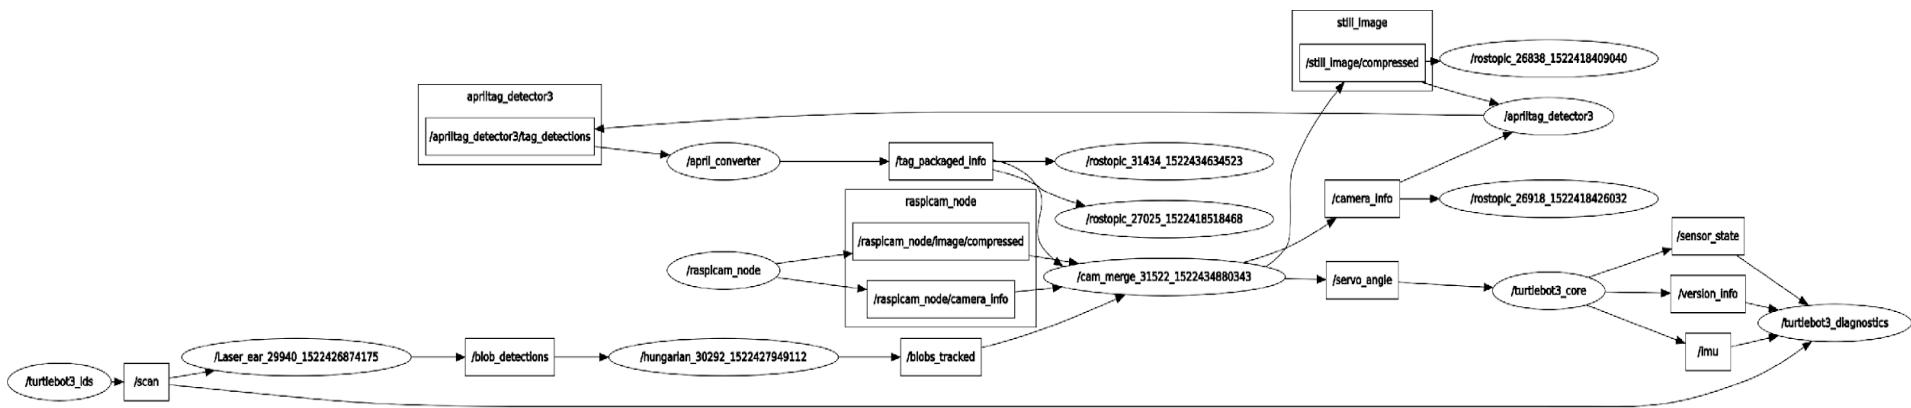 still_image
/still_image/compressed
/rostopic_26838_1522418409040
apriltag_detector3
/apriltag_detector3/tag_detections
/apriltag_detector3
/april_converter
/tag_packaged_info
/rostopic_31434_1522434634523
raspicam_node
/camera_info
/rostopic_26918_1522418426032
/rostopic_27025_1522418518468
/raspicam_node/image/compressed
/sensor_state
/raspicam_node
/cam_merge_31522_1522434880343
/servo_angle
/turtlebot3_core
/version_info
/raspicam_node/camera_info
/turtlebot3_diagnostics
/Laser_ear_29940_1522426874175
/blob_detections
/hungarian_30292_1522427949112
/blobs_tracked
/imu
/turtlebot3_lds
/scan